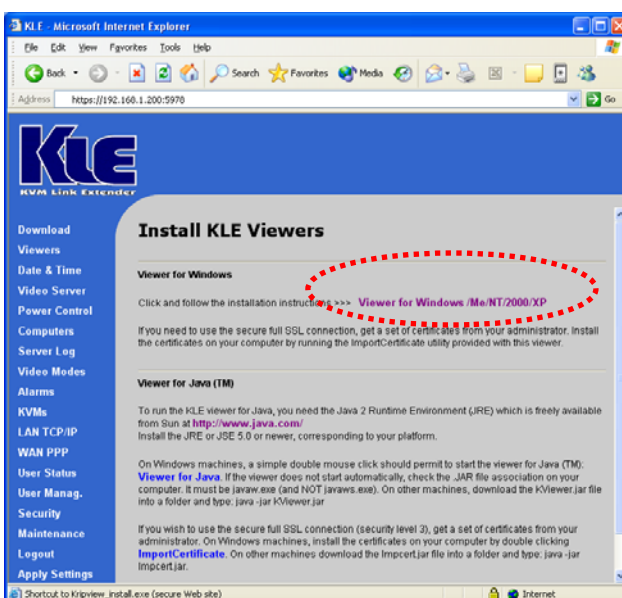 KLE - Microsoft Internet Explorer
File Edit View Favorites Tools Help
Back Search Favorites Media
Address https://192.168.1.200:5978 Go
KLE
KVM Link Extender
Download
Viewers
Date & Time
Video Server
Power Control
Computers
Server Log
Video Modes
Alarms
KVMs
LAN TCP/IP
WAN PPP
User Status
User Manag.
Security
Maintenance
Logout
Apply Settings
Install KLE Viewers
Viewer for Windows
Click and follow the installation instructions >>> Viewer for Windows /Me/NT/2000/XP
If you need to use the secure full SSL connection, get a set of certificates from your administrator. Install
the certificates on your computer by running the ImportCertificate utility provided with this viewer.
Viewer for Java (TM)
To run the KLE viewer for Java, you need the Java 2 Runtime Environment (JRE) which is freely available
from Sun at http://www.java.com/
Install the JRE or JSE 5.0 or newer, corresponding to your platform.
On Windows machines, a simple double mouse click should permit to start the viewer for Java (TM):
Viewer for Java. If the viewer does not start automatically, check the .JAR file association on your
computer. It must be javaw.exe (and NOT javaws.exe). On other machines, download the KViewer.jar file
into a folder and type: java -jar KViewer.jar
If you wish to use the secure full SSL connection (security level 3), get a set of certificates from your
administrator. On Windows machines, install the certificates on your computer by double clicking
ImportCertificate. On other machines download the Impcert.jar file into a folder and type: java -jar
Impcert.jar.
Shortcut to Kripview_install.exe (secure Web site) Internet